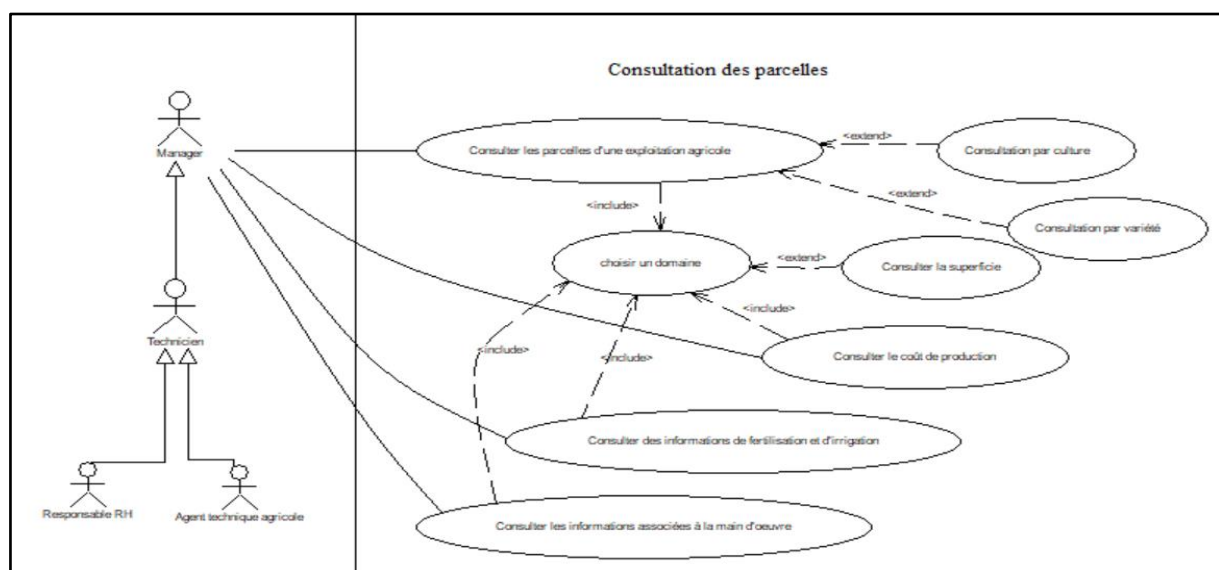 Consultation des parcelles
Manager
Consulter les parcelles d'une exploitation agricole
<extend>
Consultation par culture
<include>
<extend>
Consultation par variété
choisir un domaine
<extend>
Consulter la superficie
<include>
Technicien
<include>
<include>
Consulter le coût de production
Consulter des informations de fertilisation et d'irrigation
Responsable RH
Agent technique agricole
Consulter les informations associées à la main d'oeuvre